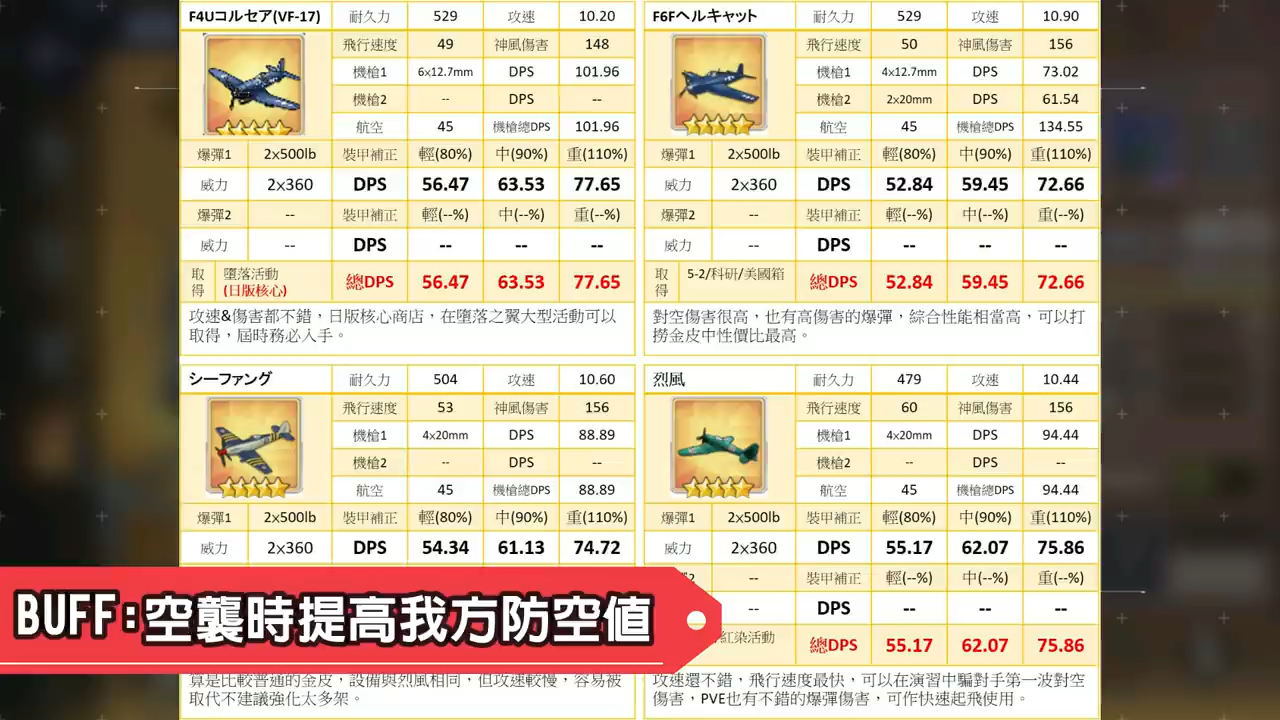 F4Uコルセア(VF-17) 耐久力 529 攻速 10.20
飛行速度 49 神風傷害 148
機槍1 6x12.7mm DPS 101.96
機槍2 -- DPS --
航空 45 機槍總DPS 101.96
爆彈1 2x500lb 裝甲補正 輕(80%) 中(90%) 重(110%)
威力 2x360 DPS 56.47 63.53 77.65
爆彈2 -- 裝甲補正 輕(--%) 中(--%) 重(--%)
威力 -- DPS -- -- --
取得 墮落活動 (日版核心) 總DPS 56.47 63.53 77.65
攻速&傷害都不錯，日版核心商店，在墮落之翼大型活動可以
取得，屆時務必入手。
F6Fヘルキャット 耐久力 529 攻速 10.90
飛行速度 50 神風傷害 156
機槍1 4x12.7mm DPS 73.02
機槍2 2x20mm DPS 61.54
航空 45 機槍總DPS 134.55
爆彈1 2x500lb 裝甲補正 輕(80%) 中(90%) 重(110%)
威力 2x360 DPS 52.84 59.45 72.66
爆彈2 -- 裝甲補正 輕(--%) 中(--%) 重(--%)
威力 -- DPS -- -- --
取得 5-2/科研/美國箱 總DPS 52.84 59.45 72.66
對空傷害很高，也有高傷害的爆彈，綜合性能相當高，可以打
撈金皮中性價比最高。
シーファング 耐久力 504 攻速 10.60
飛行速度 53 神風傷害 156
機槍1 4x20mm DPS 88.89
機槍2 -- DPS --
航空 45 機槍總DPS 88.89
爆彈1 2x500lb 裝甲補正 輕(80%) 中(90%) 重(110%)
威力 2x360 DPS 54.34 61.13 74.72
算是比較普通的金皮，設備與烈風相同，但攻速較慢，容易被
取代不建議強化太多架。
烈風 耐久力 479 攻速 10.44
飛行速度 60 神風傷害 156
機槍1 4x20mm DPS 94.44
機槍2 -- DPS --
航空 45 機槍總DPS 94.44
爆彈1 2x500lb 裝甲補正 輕(80%) 中(90%) 重(110%)
威力 2x360 DPS 55.17 62.07 75.86
2 -- 裝甲補正 輕(--%) 中(--%) 重(--%)
-- DPS -- -- --
紅染活動 總DPS 55.17 62.07 75.86
攻速還不錯，飛行速度最快，可以在演習中騙對手第一波對空
傷害，PVE也有不錯的爆彈傷害，可作快速起飛使用。
BUFF:空襲時提高我方防空値